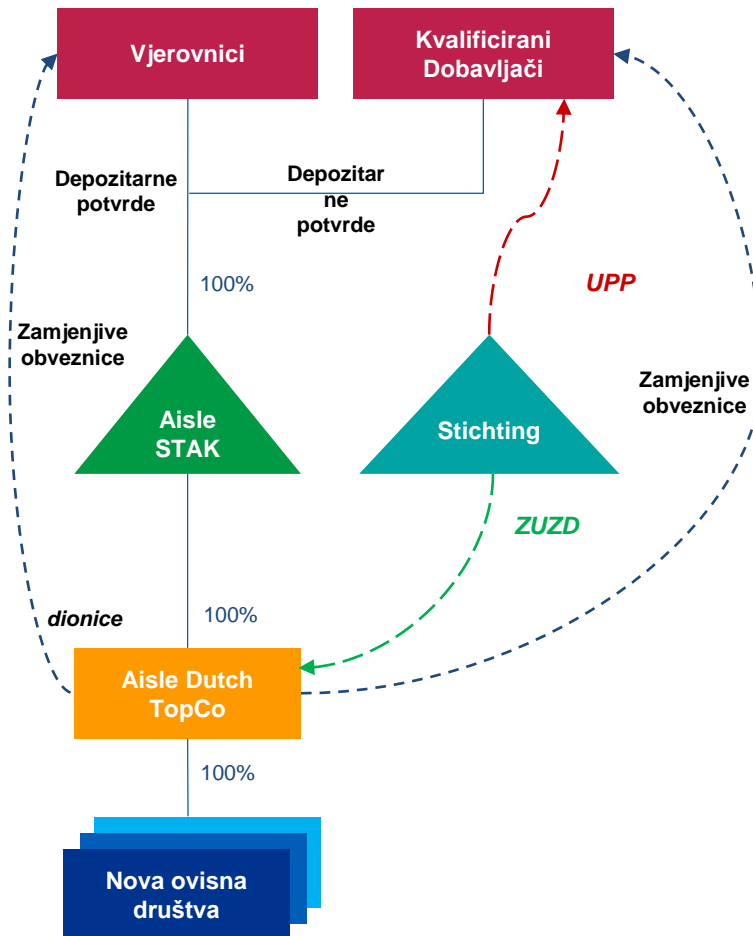 Vjerovnici
Kvalificirani
Dobavljači
Depozitarne
potvrde
Depozitar
ne
potvrde
100%
UPP
Zamjenjive
obveznice
Zamjenjive
obveznice
Aisle
STAK
Stichting
ZUZD
dionice
100%
Aisle Dutch
TopCo
100%
Nova ovisna
društva